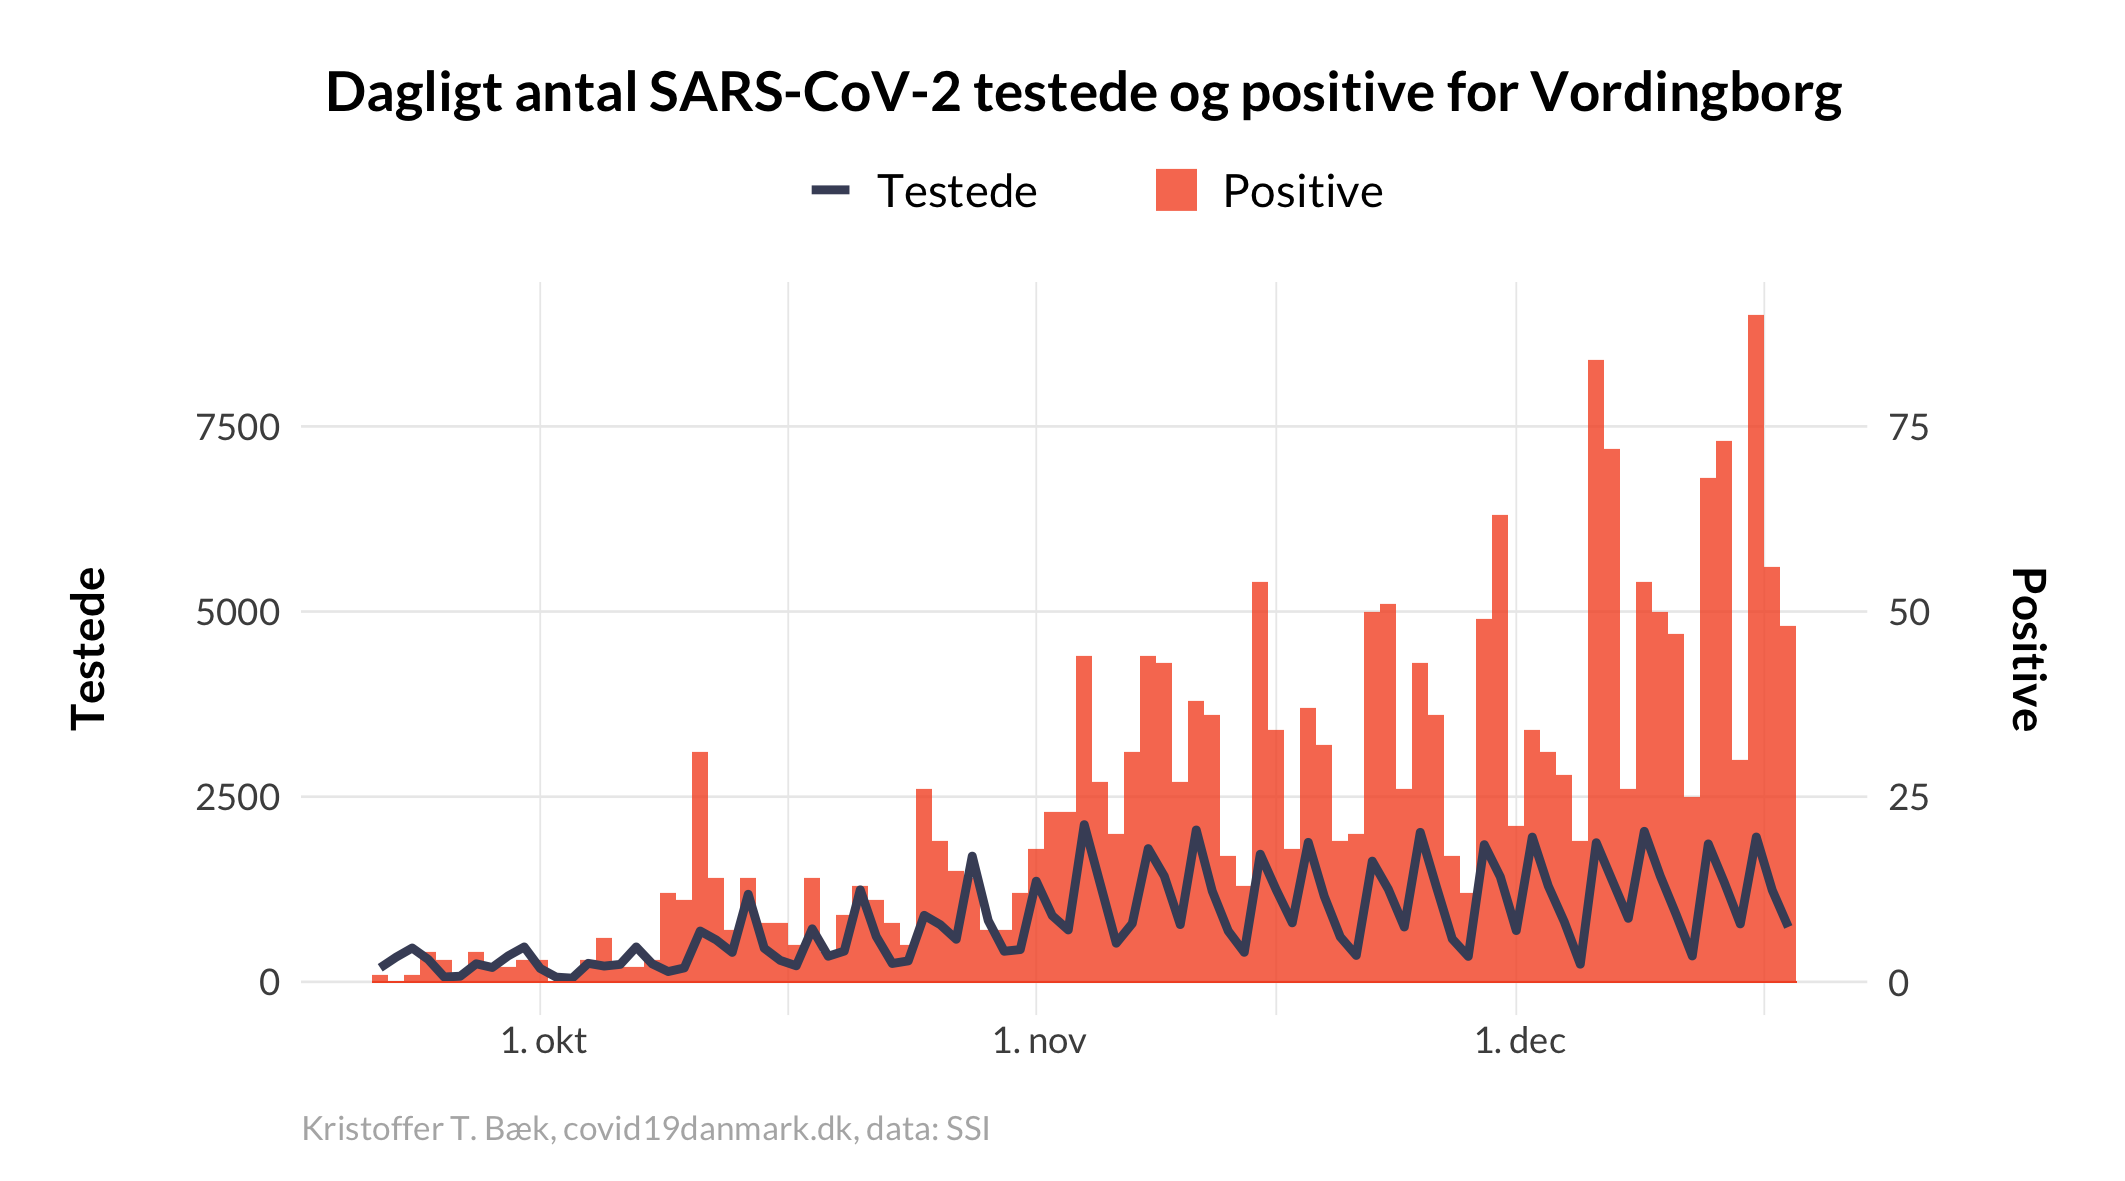 Dagligt antal SARS-CoV-2 testede og positive for Vordingborg
Testede
Positive
7500
5000
2500
0
Testede
75
50
25
0
Positive
1. okt
1. nov
1. dec
Kristoffer T. Bæk, covid19danmark.dk, data: SSI